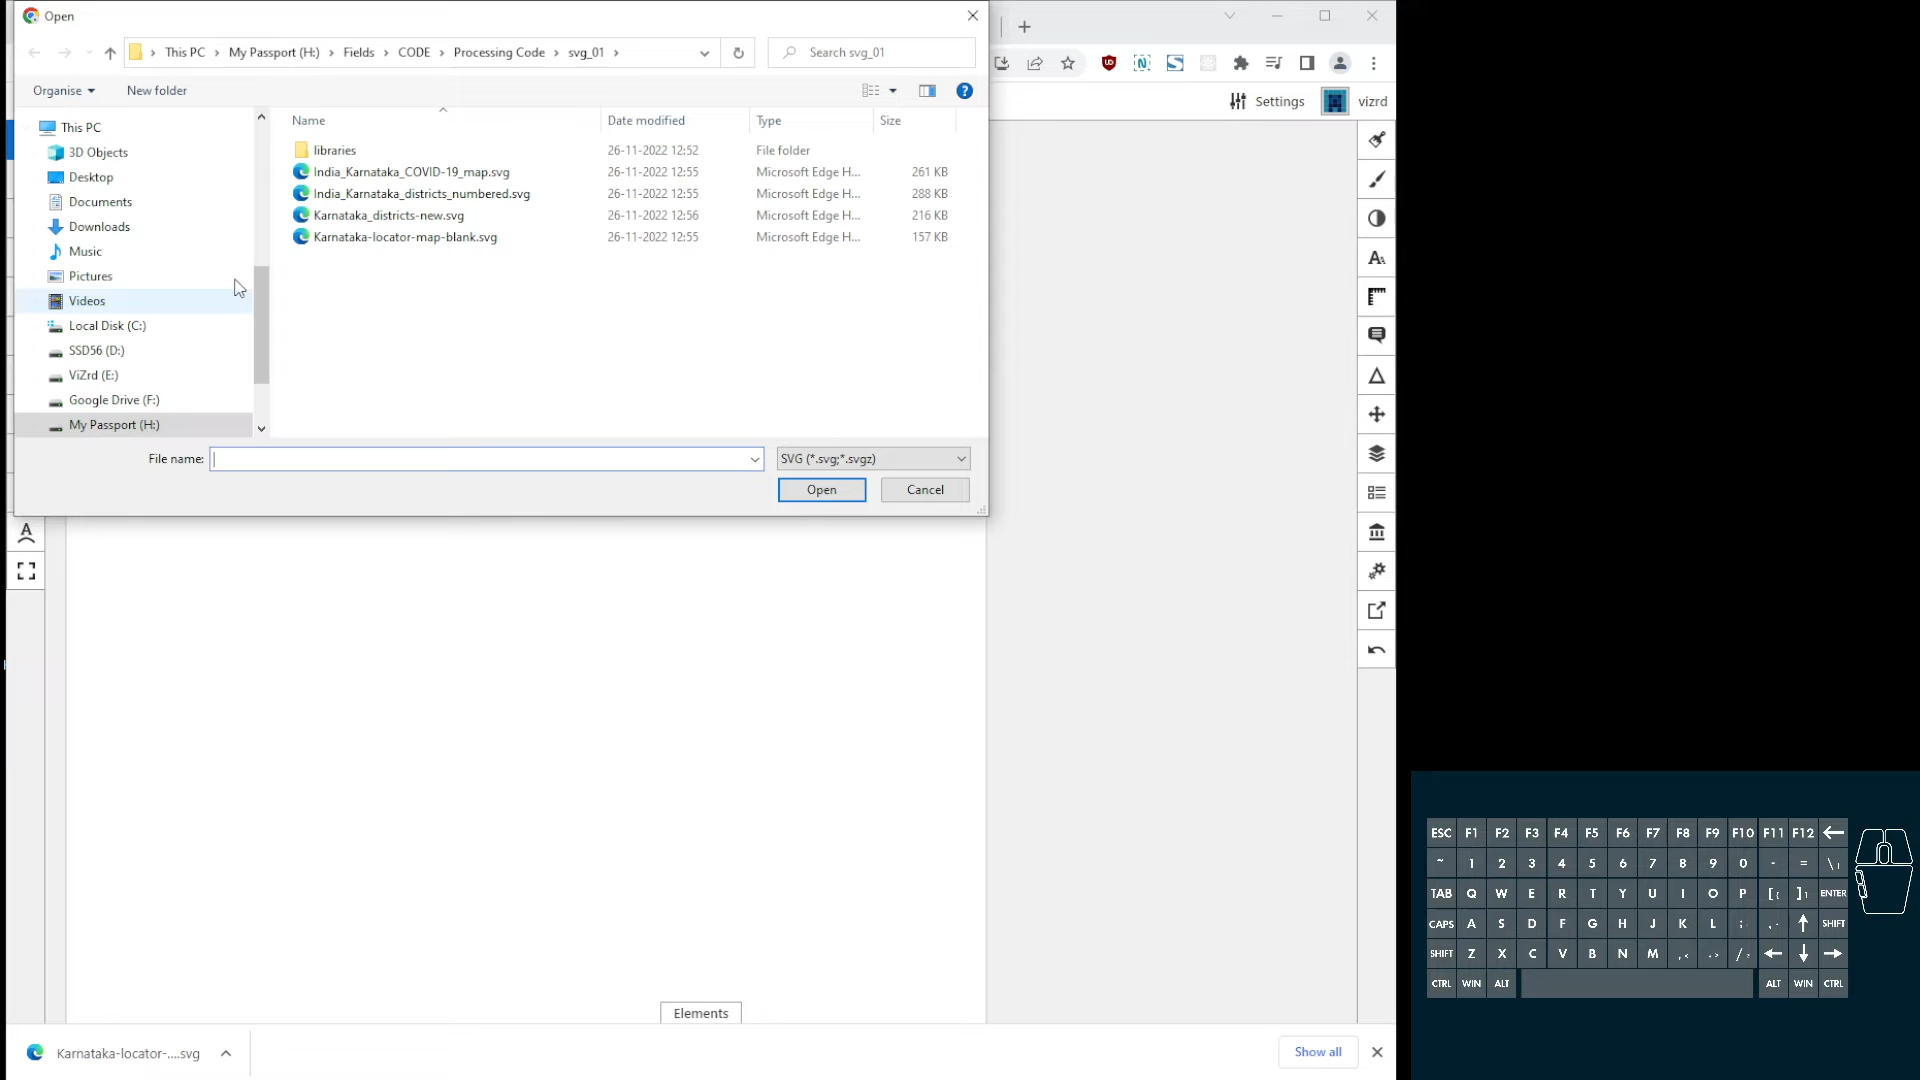 Open
This PC > My Passport (H:) > Fields > CODE > Processing Code > svg_01 >
Search svg_01
Organise
New folder
?
Settings
vizrd
Name
Date modified
Type
Size
This PC
3D Objects
Desktop
Documents
Downloads
Music
Pictures
Videos
Local Disk (C:)
SSD56 (D:)
ViZrd (E:)
Google Drive (F:)
My Passport (H:)
libraries 26-11-2022 12:52 File folder
India_Karnataka_COVID-19_map.svg 26-11-2022 12:55 Microsoft Edge H... 261 KB
India_Karnataka_districts_numbered.svg 26-11-2022 12:55 Microsoft Edge H... 288 KB
Karnataka_districts-new.svg 26-11-2022 12:56 Microsoft Edge H... 216 KB
Karnataka-locator-map-blank.svg 26-11-2022 12:55 Microsoft Edge H... 157 KB
File name:
SVG (*.svg;*.svgz)
Open
Cancel
Elements
Karnataka-locator-....svg
Show all
ESC F1 F2 F3 F4 F5 F6 F7 F8 F9 F10 F11 F12
~ 1 2 3 4 5 6 7 8 9 0 - =
TAB Q W E R T Y U I O P ENTER
CAPS A S D F G H J K L ; SHIFT
SHIFT Z X C V B N M
CTRL WIN ALT ALT WIN CTRL